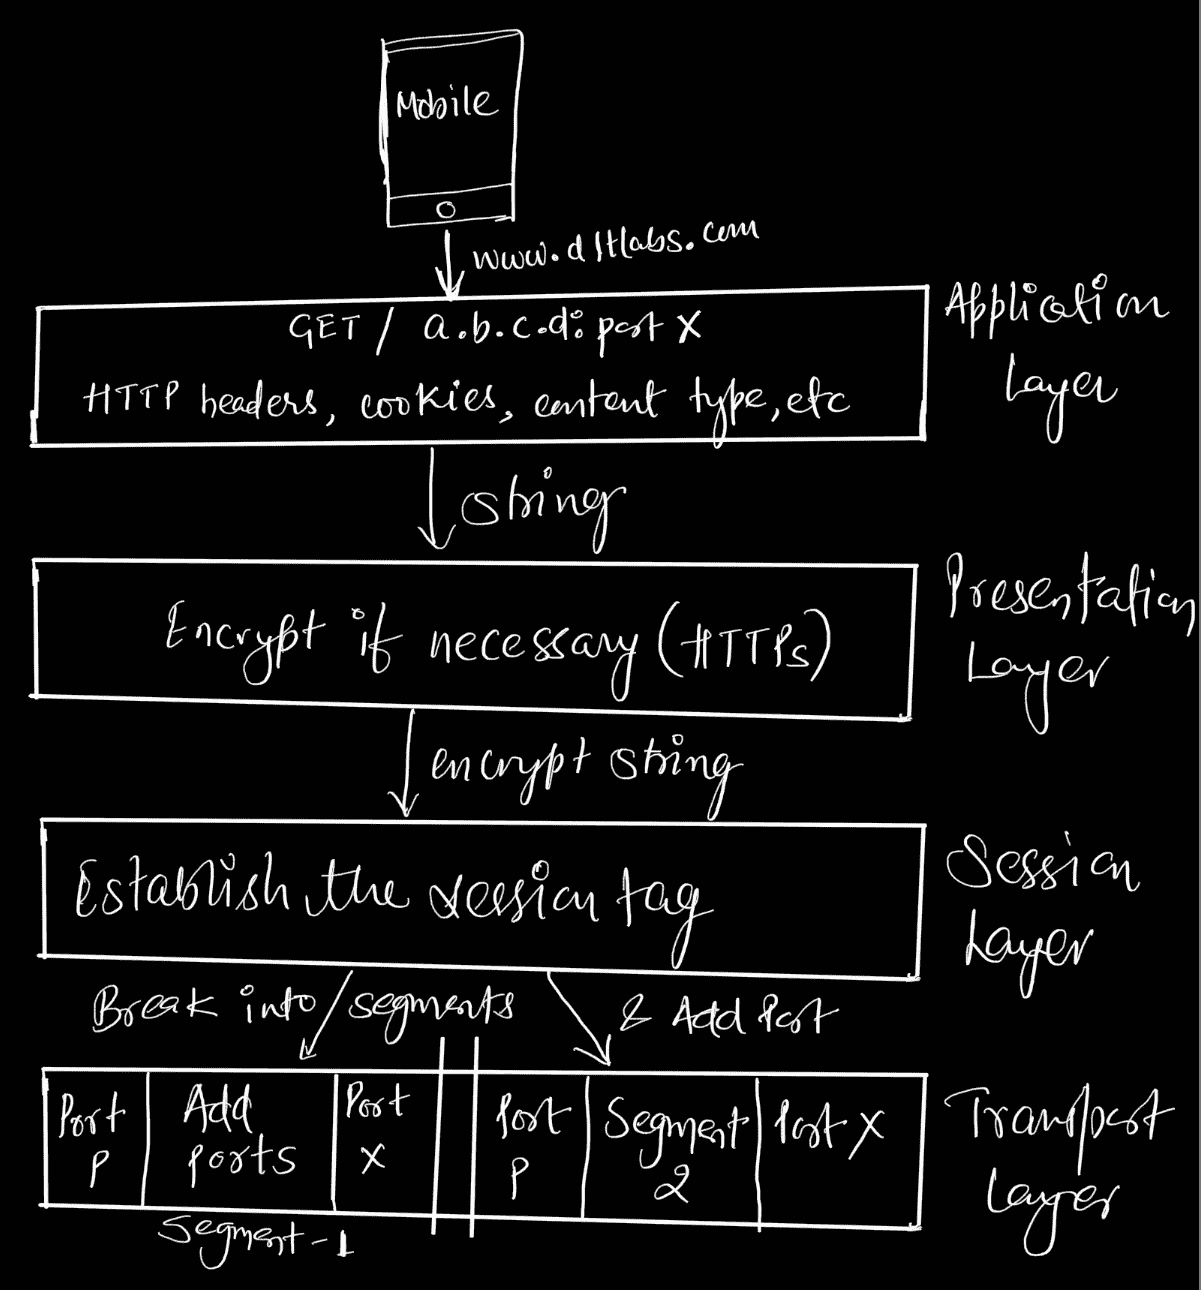 Mobile
www.dltlabs.com
GET / a.b.c.d: port X
HTTP headers, cookies, content type, etc
Application
Layer
string
Encrypt if necessary (HTTPs)
Presentation
Layer
encrypt string
Establish the session tag
Session
Layer
Break into segments
& Add Port
Port
P
Add
ports
Port
X
Port
P
Segment
2
Port X
Transport
Layer
Segment-1